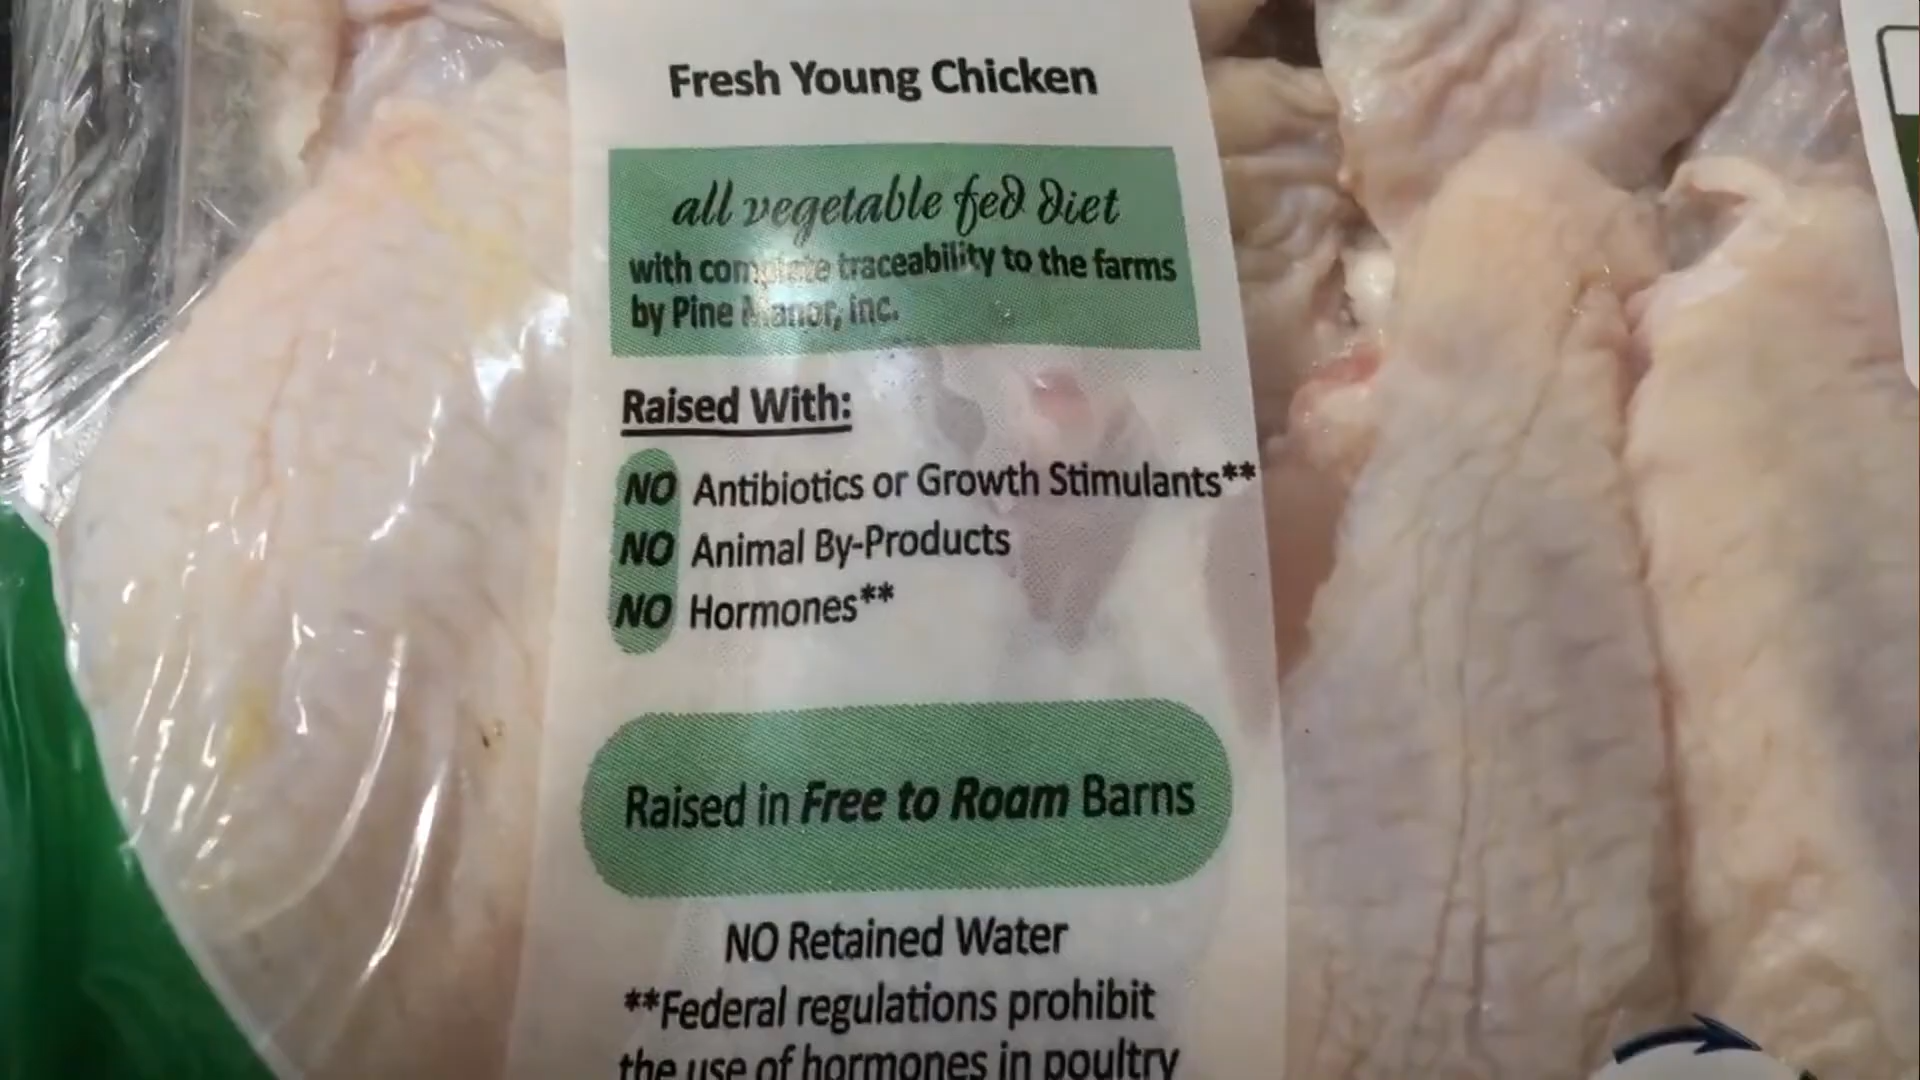 Fresh Young Chicken
all vegetable fed diet
with complete traceability to the farms
by Pine Manor, inc.
Raised With:
NO Antibiotics or Growth Stimulants**
NO Animal By-Products
NO Hormones**
Raised in Free to Roam Barns
NO Retained Water
**Federal regulations prohibit
the use of hormones in poultry